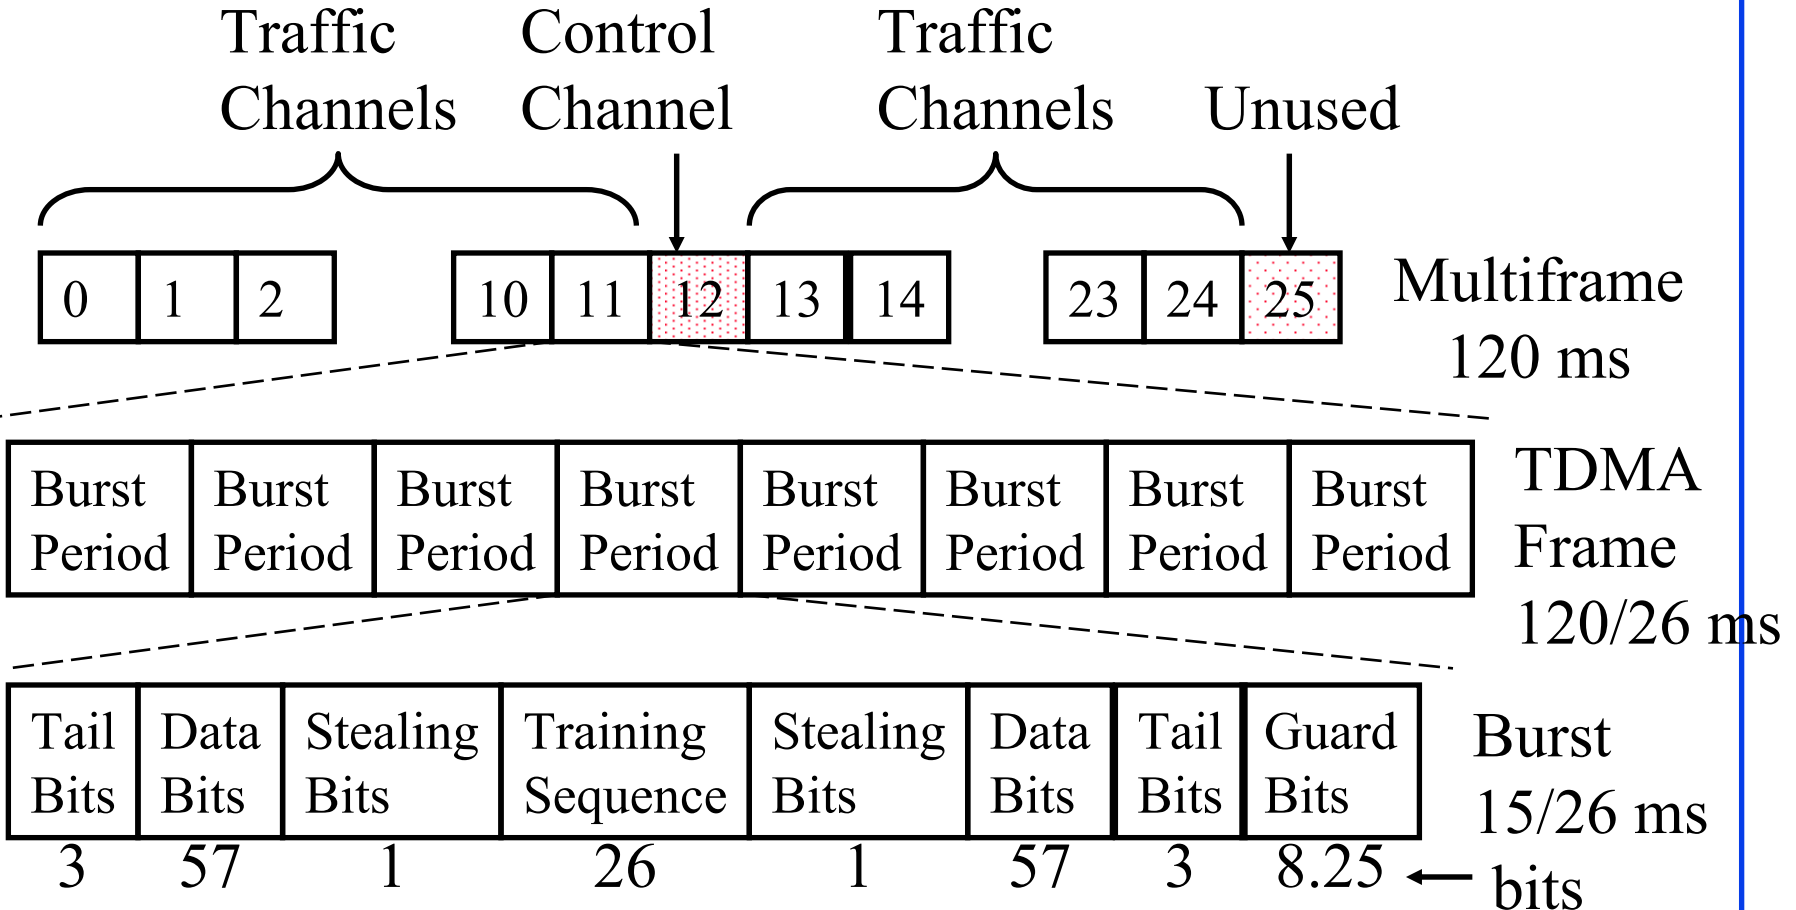 Traffic Control Traffic
Channels Channel Channels Unused
0 1 2 10 11 12 13 14 23 24 25 Multiframe
120 ms
Burst Burst Burst Burst Burst Burst Burst Burst TDMA
Period Period Period Period Period Period Period Period Frame
120/26 ms
Tail Data Stealing Training Stealing Data Tail Guard Burst
Bits Bits Bits Sequence Bits Bits Bits Bits 15/26 ms
3 57 1 26 1 57 3 8.25 bits